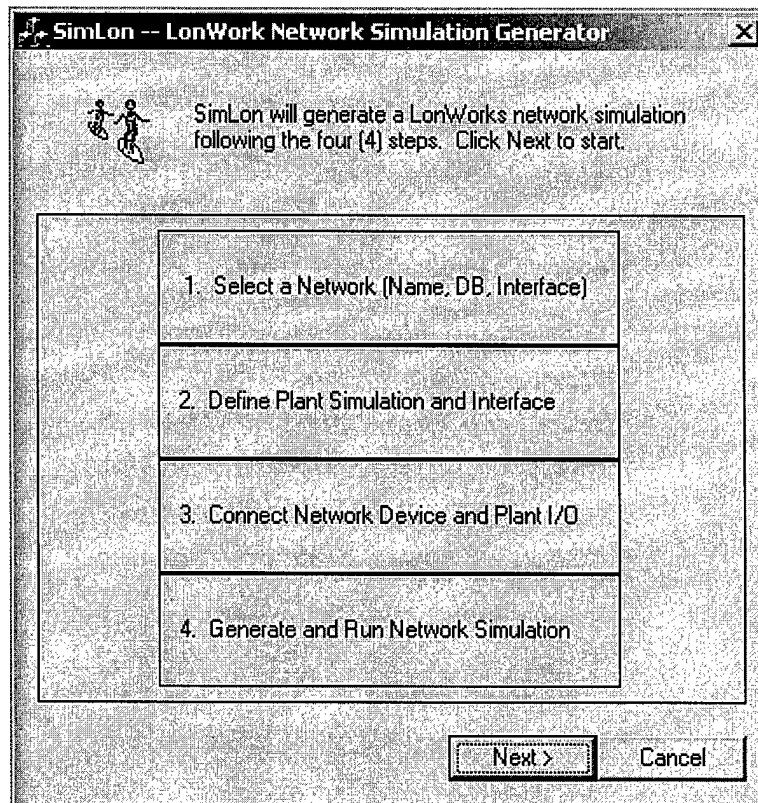 SimLon -- LonWork Network Simulation Generator
SimLon will generate a LonWorks network simulation
following the four (4) steps. Click Next to start.
1. Select a Network (Name, DB, Interface)
2. Define Plant Simulation and Interface
3. Connect Network Device and Plant I/O
4. Generate and Run Network Simulation
Next > Cancel